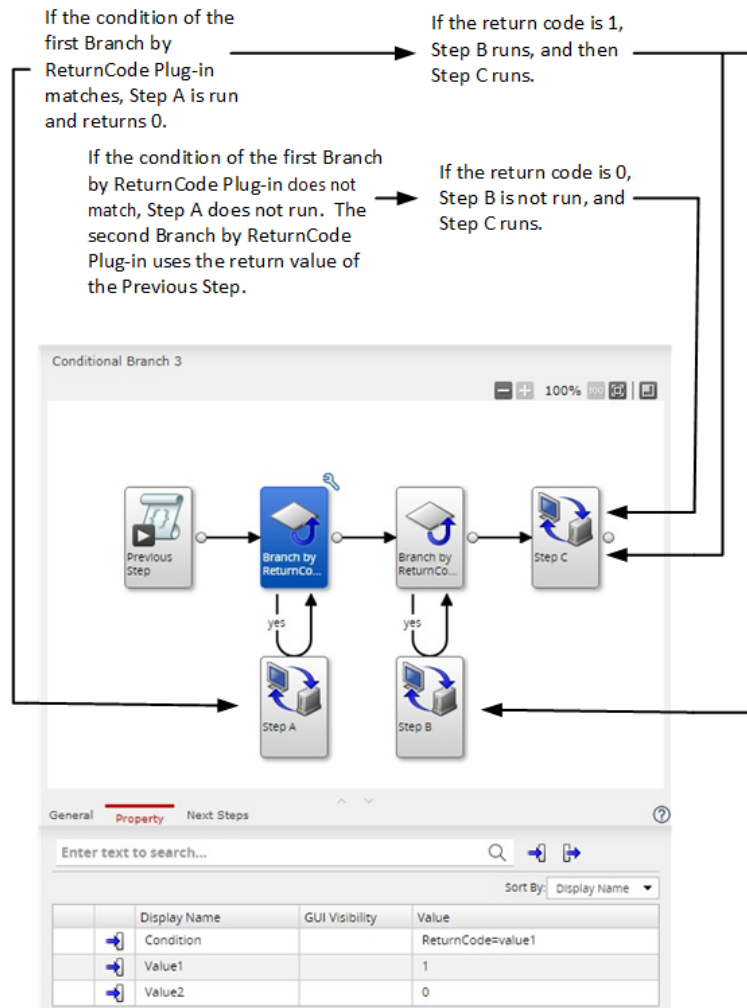 If the condition of the
first Branch by
ReturnCode Plug-in
matches, Step A is run
and returns 0.
If the return code is 1,
Step B runs, and then
Step C runs.
If the condition of the first Branch
by ReturnCode Plug-in does not
match, Step A does not run. The
second Branch by ReturnCode
Plug-in uses the return value of
the Previous Step.
If the return code is 0,
Step B is not run, and
Step C runs.
Conditional Branch 3
100% 100
Previous
Step
Branch by
ReturnCo...
Branch by
ReturnCo...
Step C
yes
yes
Step A
Step B
General Property Next Steps
Enter text to search...
Sort By: Display Name
Display Name GUI Visibility Value
Condition ReturnCode=value1
Value1 1
Value2 0